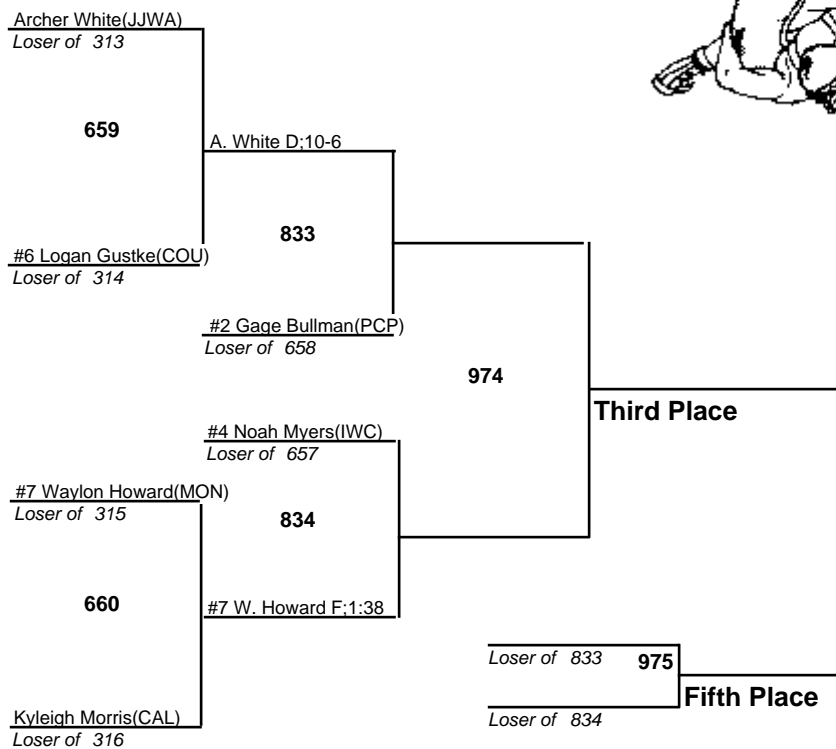 Archer White(JJWA)
Loser of 313
659
A. White D;10-6
#6 Logan Gustke(COU)
Loser of 314
833
#2 Gage Bullman(PCP)
Loser of 658
974
Third Place
#4 Noah Myers(IWC)
Loser of 657
#7 Waylon Howard(MON)
Loser of 315
834
660
#7 W. Howard F;1:38
Kyleigh Morris(CAL)
Loser of 316
Loser of 833
975
Fifth Place
Loser of 834